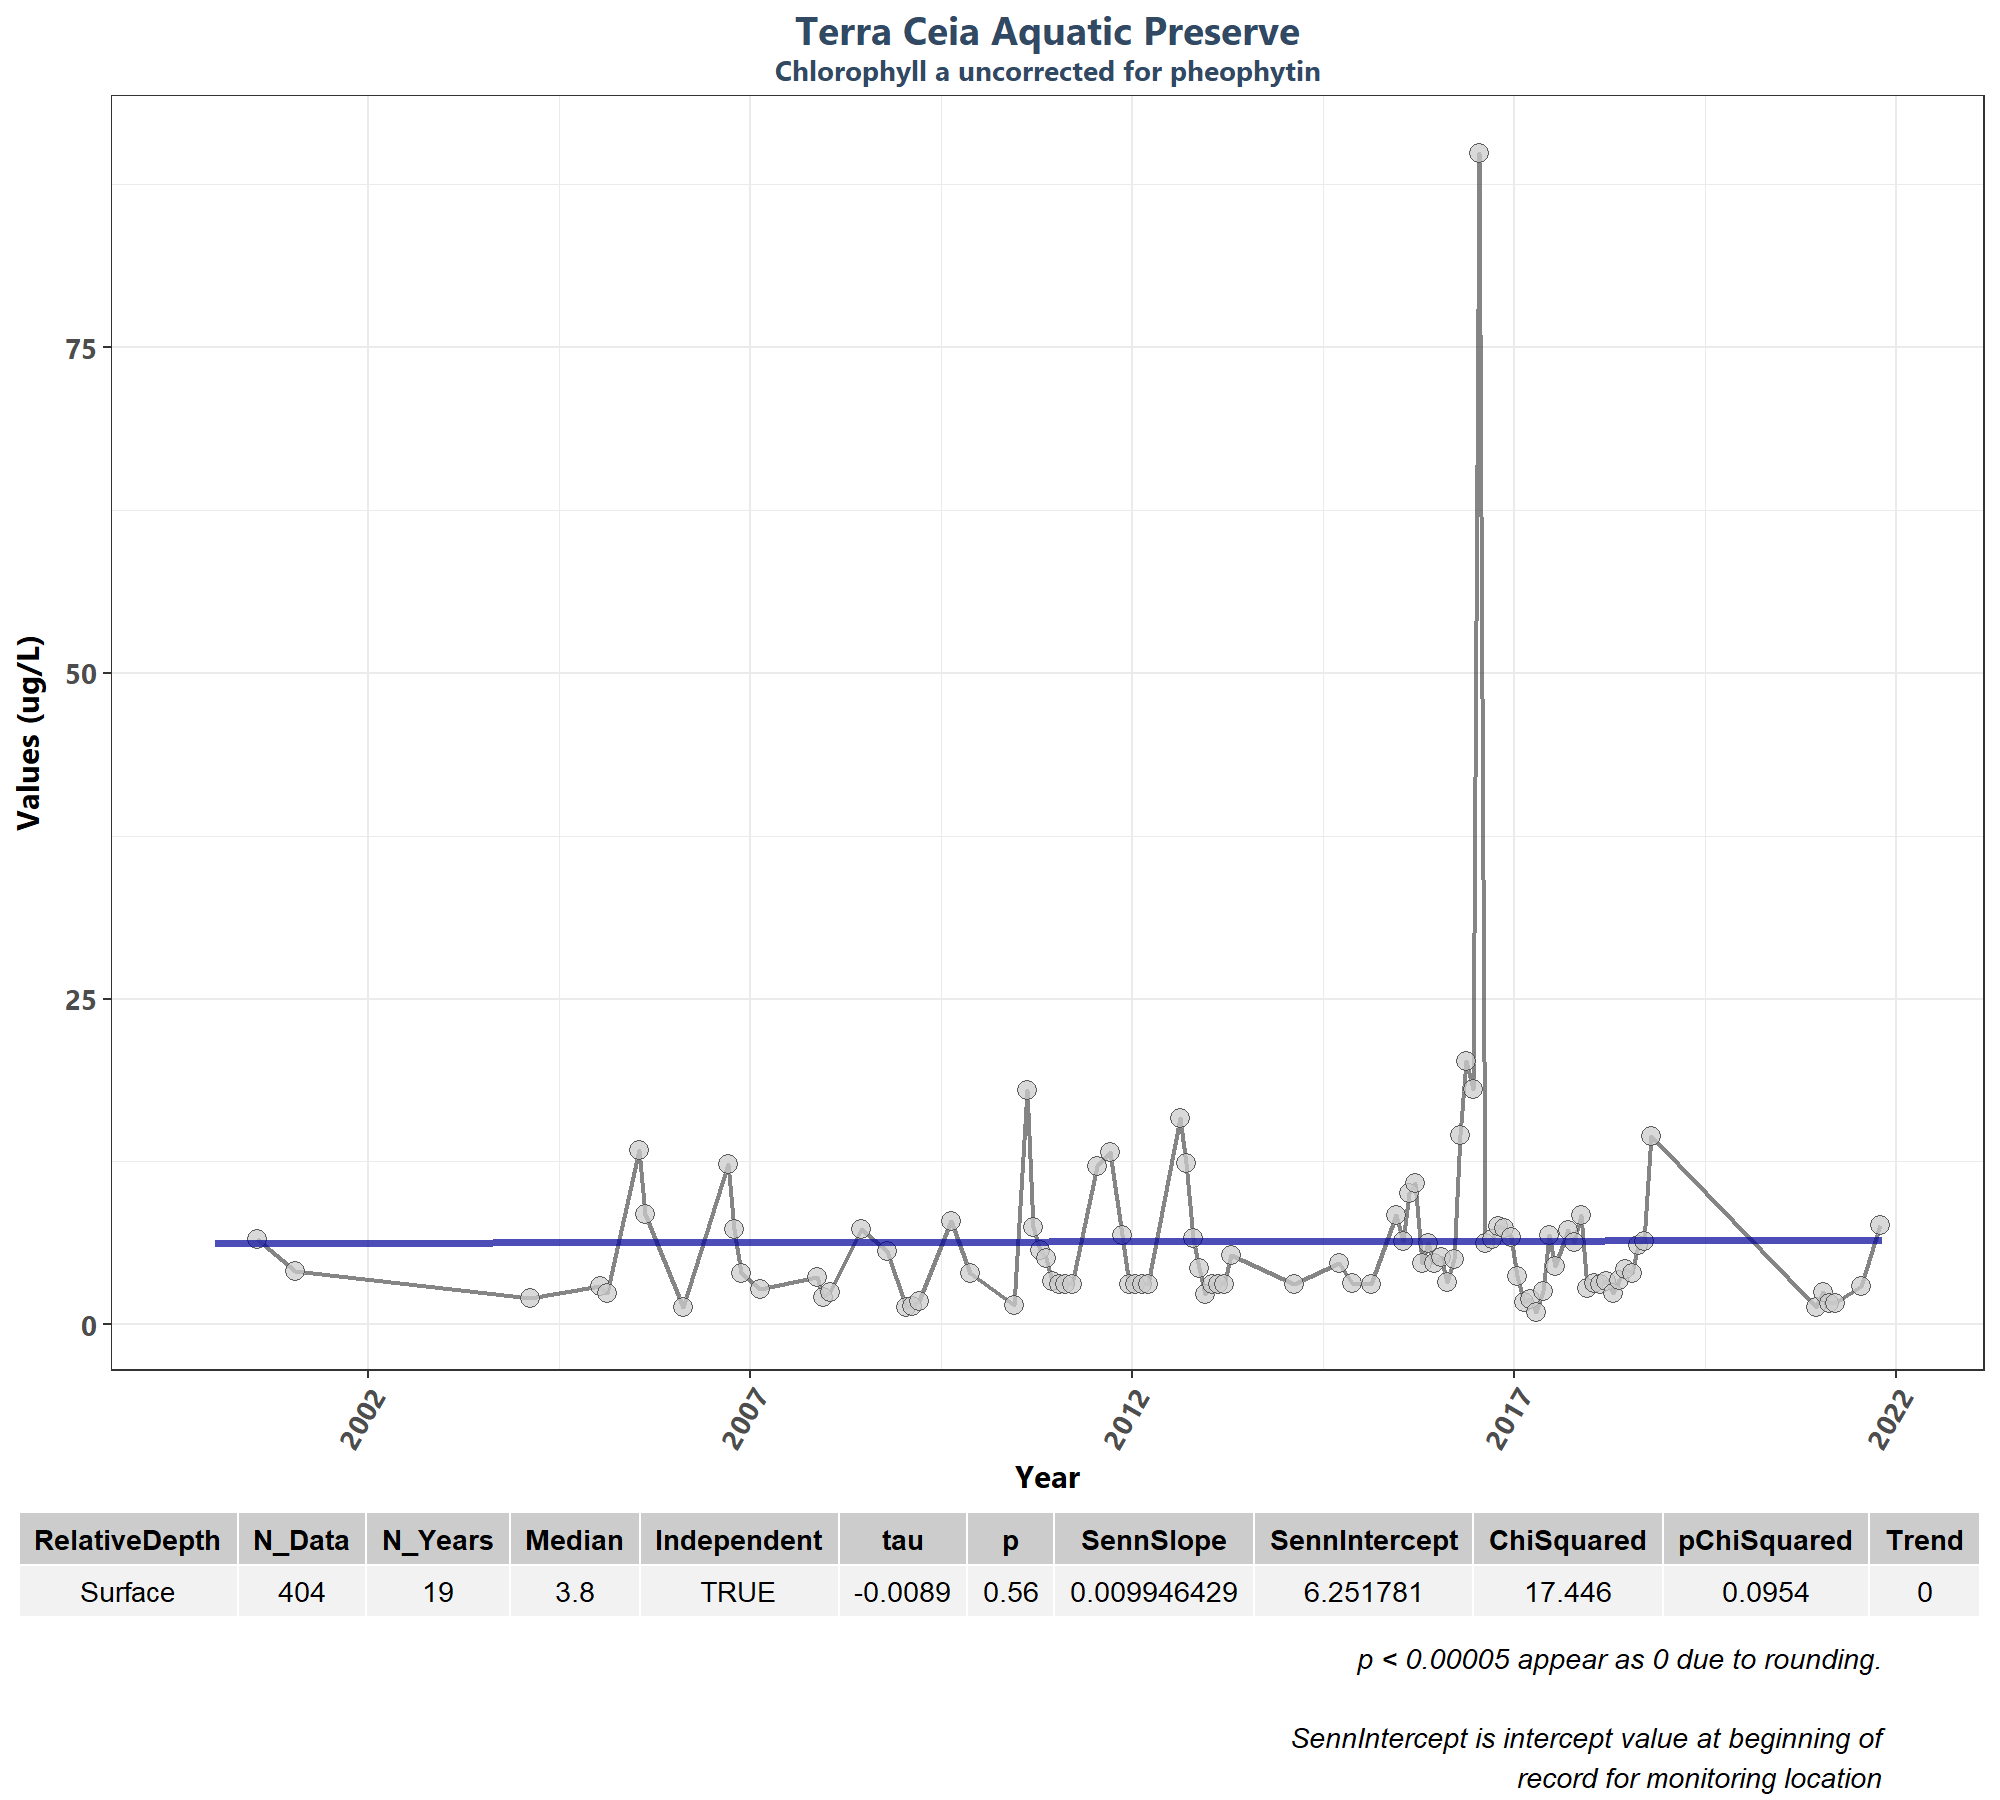 Terra Ceia Aquatic Preserve
Chlorophyll a uncorrected for pheophytin
Values (ug/L)
75
50
25
0
2002 2007 2012 2017 2022
Year
RelativeDepth N_Data N_Years Median Independent tau p SennSlope SennIntercept ChiSquared pChiSquared Trend
Surface 404 19 3.8 TRUE -0.0089 0.56 0.009946429 6.251781 17.446 0.0954 0
p < 0.00005 appear as 0 due to rounding.
SennIntercept is intercept value at beginning of
record for monitoring location